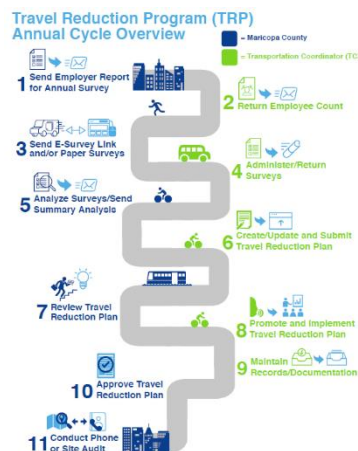 Travel Reduction Program (TRP)
Annual Cycle Overview
= Maricopa County
= Transportation Coordinator (TC
1 Send Employer Report
for Annual Survey
2 Return Employee Count
3 Send E-Survey Link
and/or Paper Surveys
4 Administer/Return
Surveys
5 Analyze Surveys/Send
Summary Analysis
6 Create/Update and Submit
Travel Reduction Plan
7 Review Travel
Reduction Plan
8 Promote and Implement
Travel Reduction Plan
9 Maintain
Records/Documentation
10 Approve Travel
Reduction Plan
11 Conduct Phone
or Site Audit